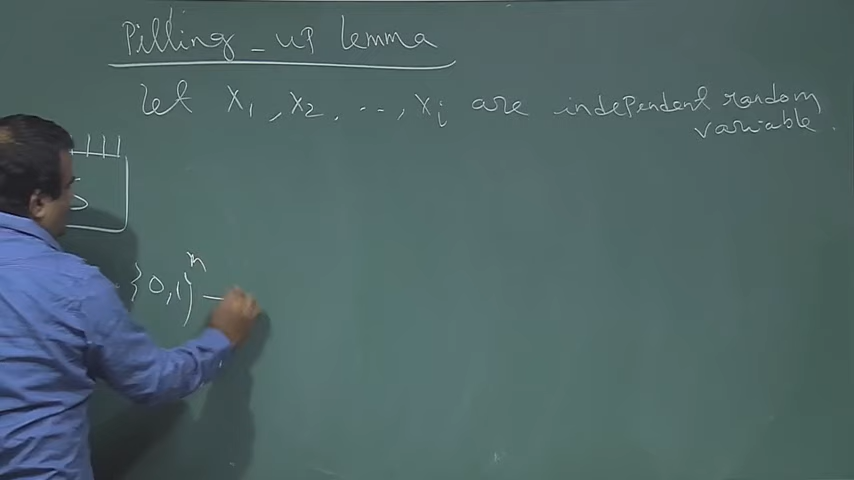 Pilling-up lemma
let X1, X2, ..., Xi are independent random
variable.
S
{0,1}^m —